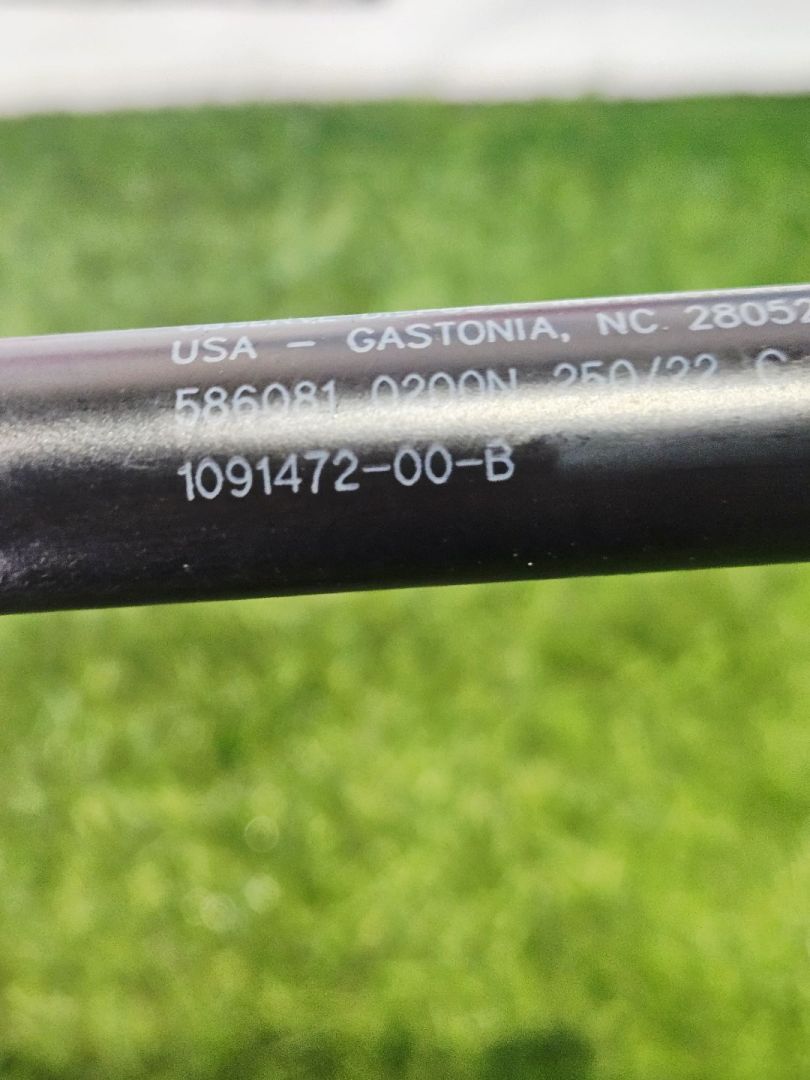 USA – GASTONIA, NC. 28052
586081 0200N 250/22 C
1091472-00-B